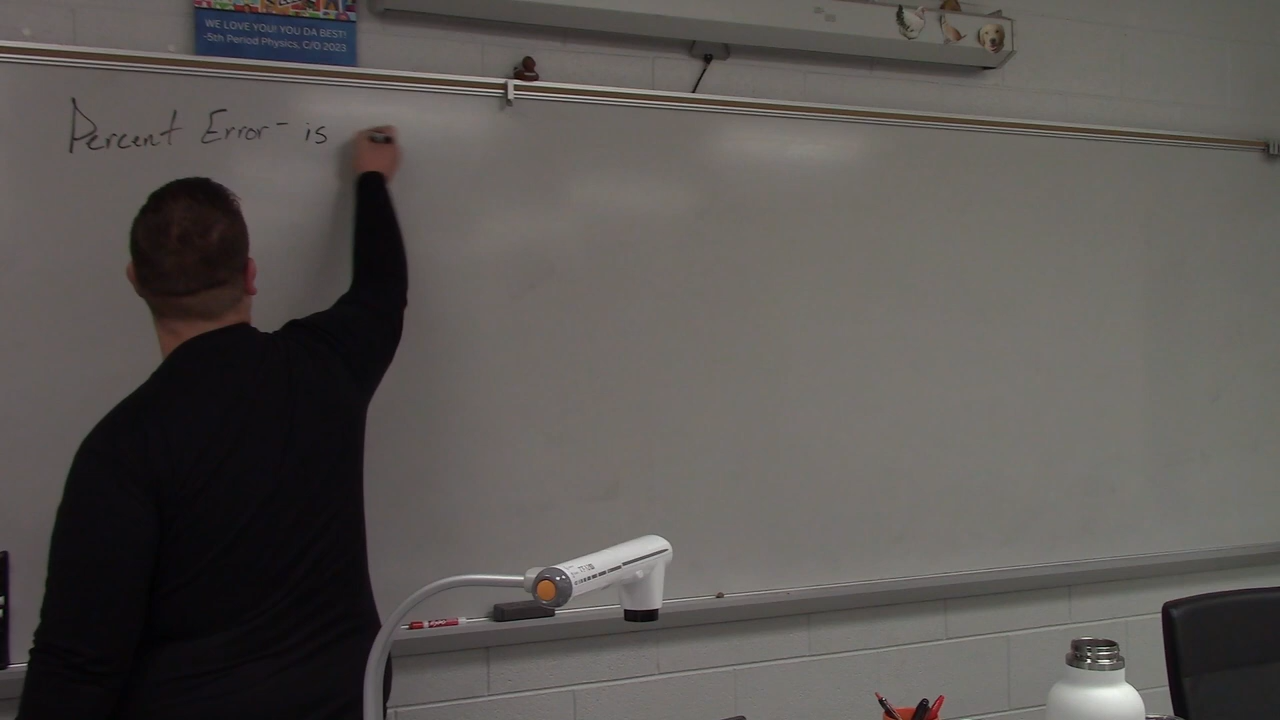 WE LOVE YOU! YOU DA BEST!
-5th Period Physics, C/O 2023
Percent Error - is